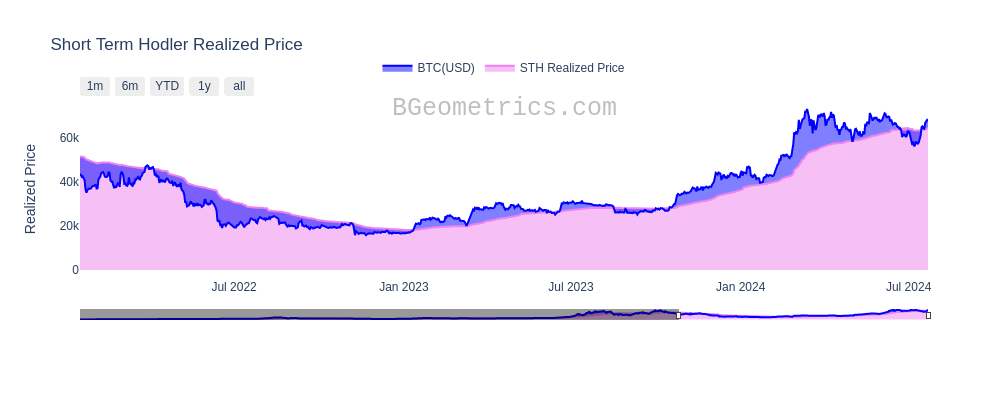 Short Term Hodler Realized Price
BTC(USD) STH Realized Price
1m 6m YTD 1y all
BGeometrics.com
Realized Price
60k
40k
20k
0
Jul 2022 Jan 2023 Jul 2023 Jan 2024 Jul 2024